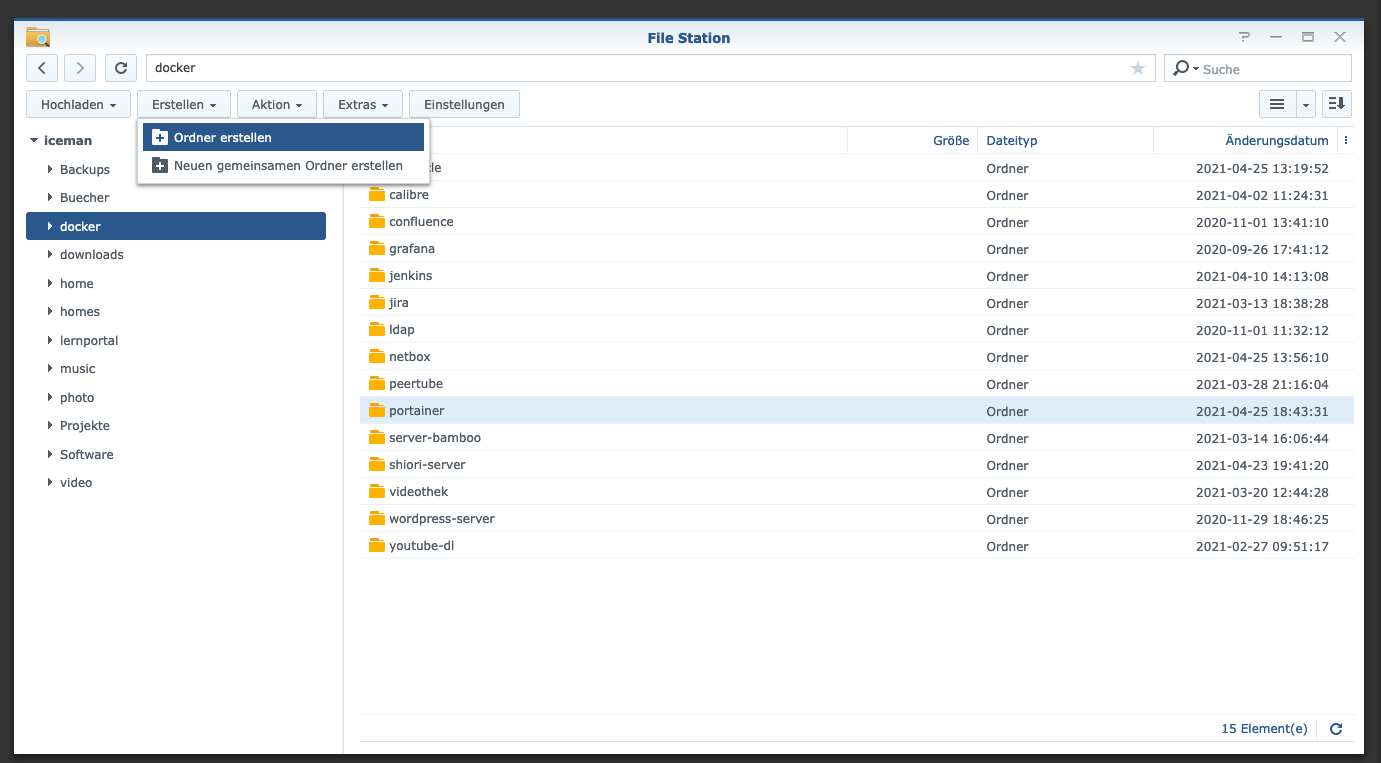 File Station
docker
Suche
Hochladen Erstellen Aktion Extras Einstellungen
Ordner erstellen
Neuen gemeinsamen Ordner erstellen
iceman
Backups
Buecher
docker
downloads
home
homes
lernportal
music
photo
Projekte
Software
video
Größe Dateityp Änderungsdatum
Ordner 2021-04-25 13:19:52
calibre Ordner 2021-04-02 11:24:31
confluence Ordner 2020-11-01 13:41:10
grafana Ordner 2020-09-26 17:41:12
jenkins Ordner 2021-04-10 14:13:08
jira Ordner 2021-03-13 18:38:28
ldap Ordner 2020-11-01 11:32:12
netbox Ordner 2021-04-25 13:56:10
peertube Ordner 2021-03-28 21:16:04
portainer Ordner 2021-04-25 18:43:31
server-bamboo Ordner 2021-03-14 16:06:44
shiori-server Ordner 2021-04-23 19:41:20
videothek Ordner 2021-03-20 12:44:28
wordpress-server Ordner 2020-11-29 18:46:25
youtube-dl Ordner 2021-02-27 09:51:17
15 Element(e)